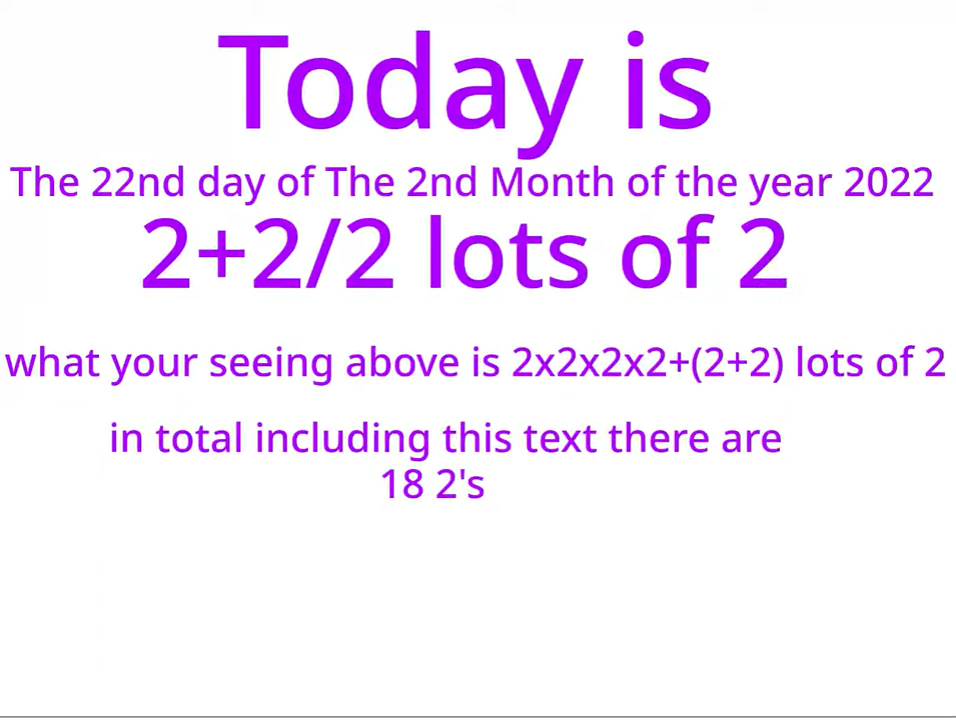 Today is
The 22nd day of The 2nd Month of the year 2022
2+2/2 lots of 2
what your seeing above is 2x2x2x2+(2+2) lots of 2
in total including this text there are
18 2's